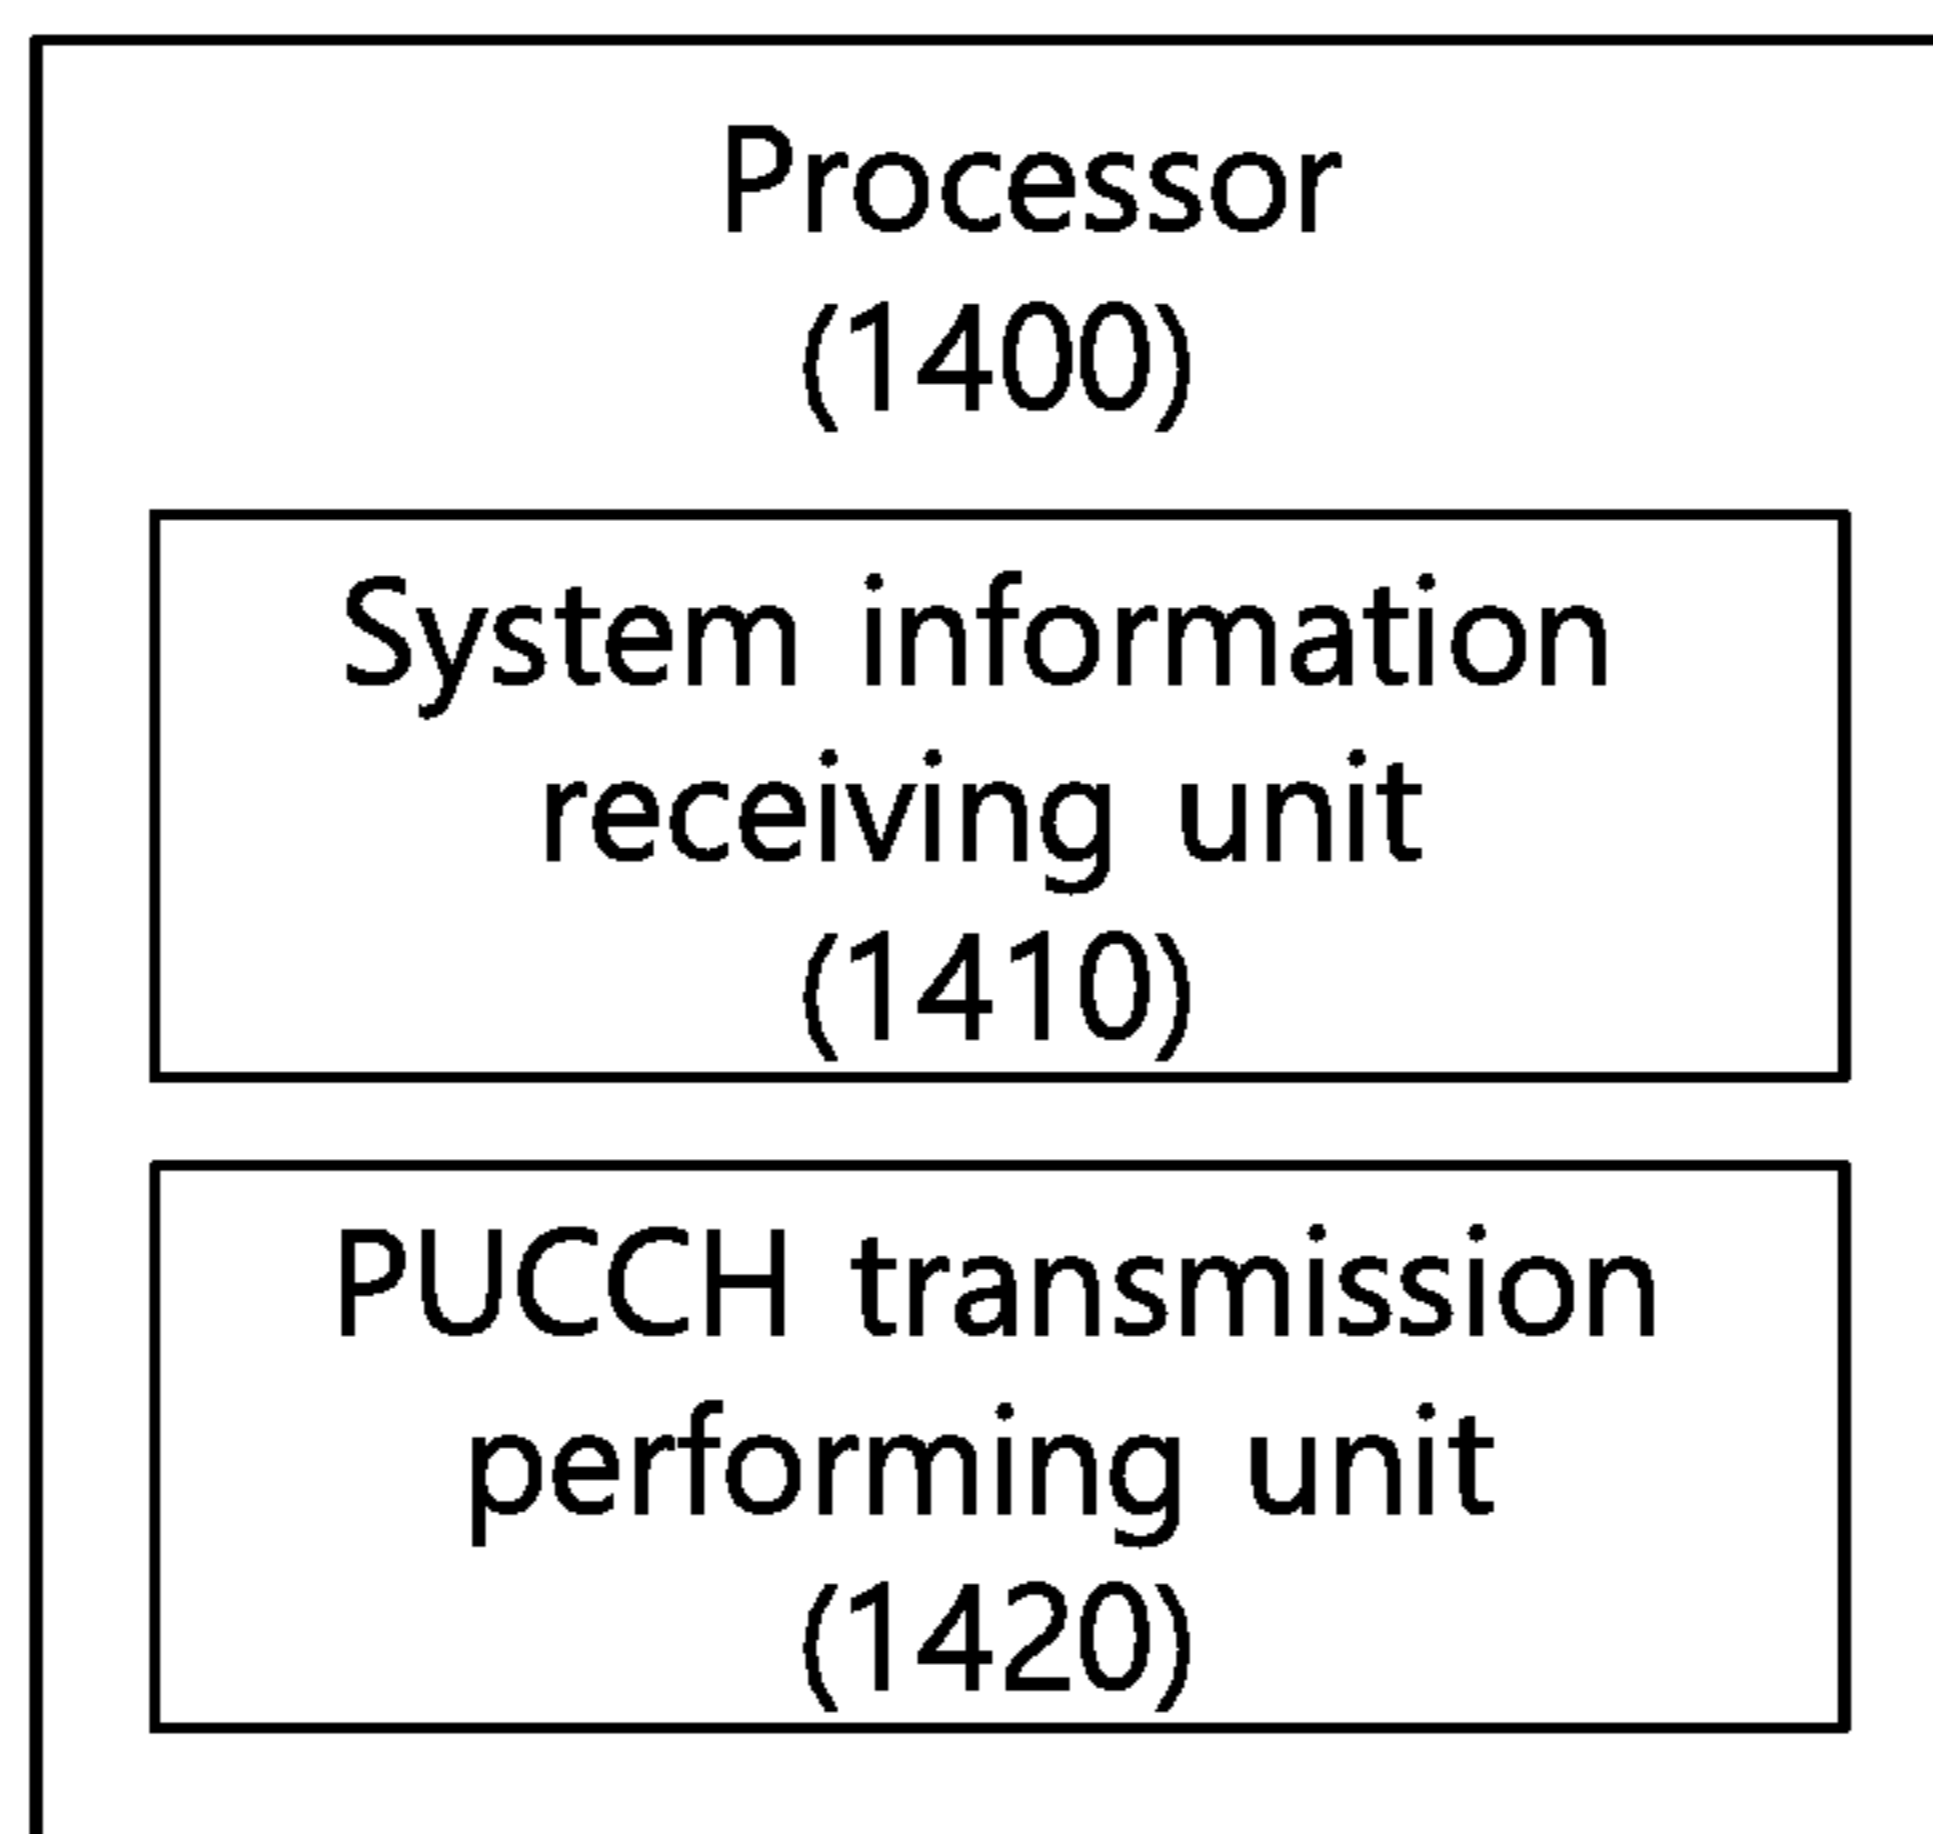 Processor
(1400)
System information
receiving unit
(1410)
PUCCH transmission
performing unit
(1420)